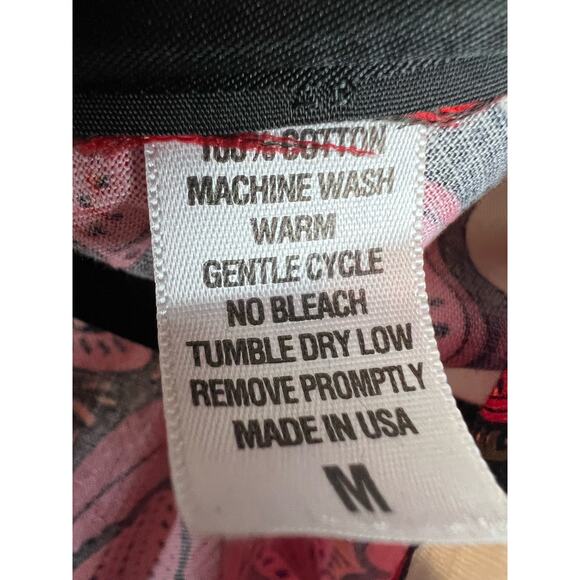 100% COTTON
MACHINE WASH
WARM
GENTLE CYCLE
NO BLEACH
TUMBLE DRY LOW
REMOVE PROMPTLY
MADE IN USA
M